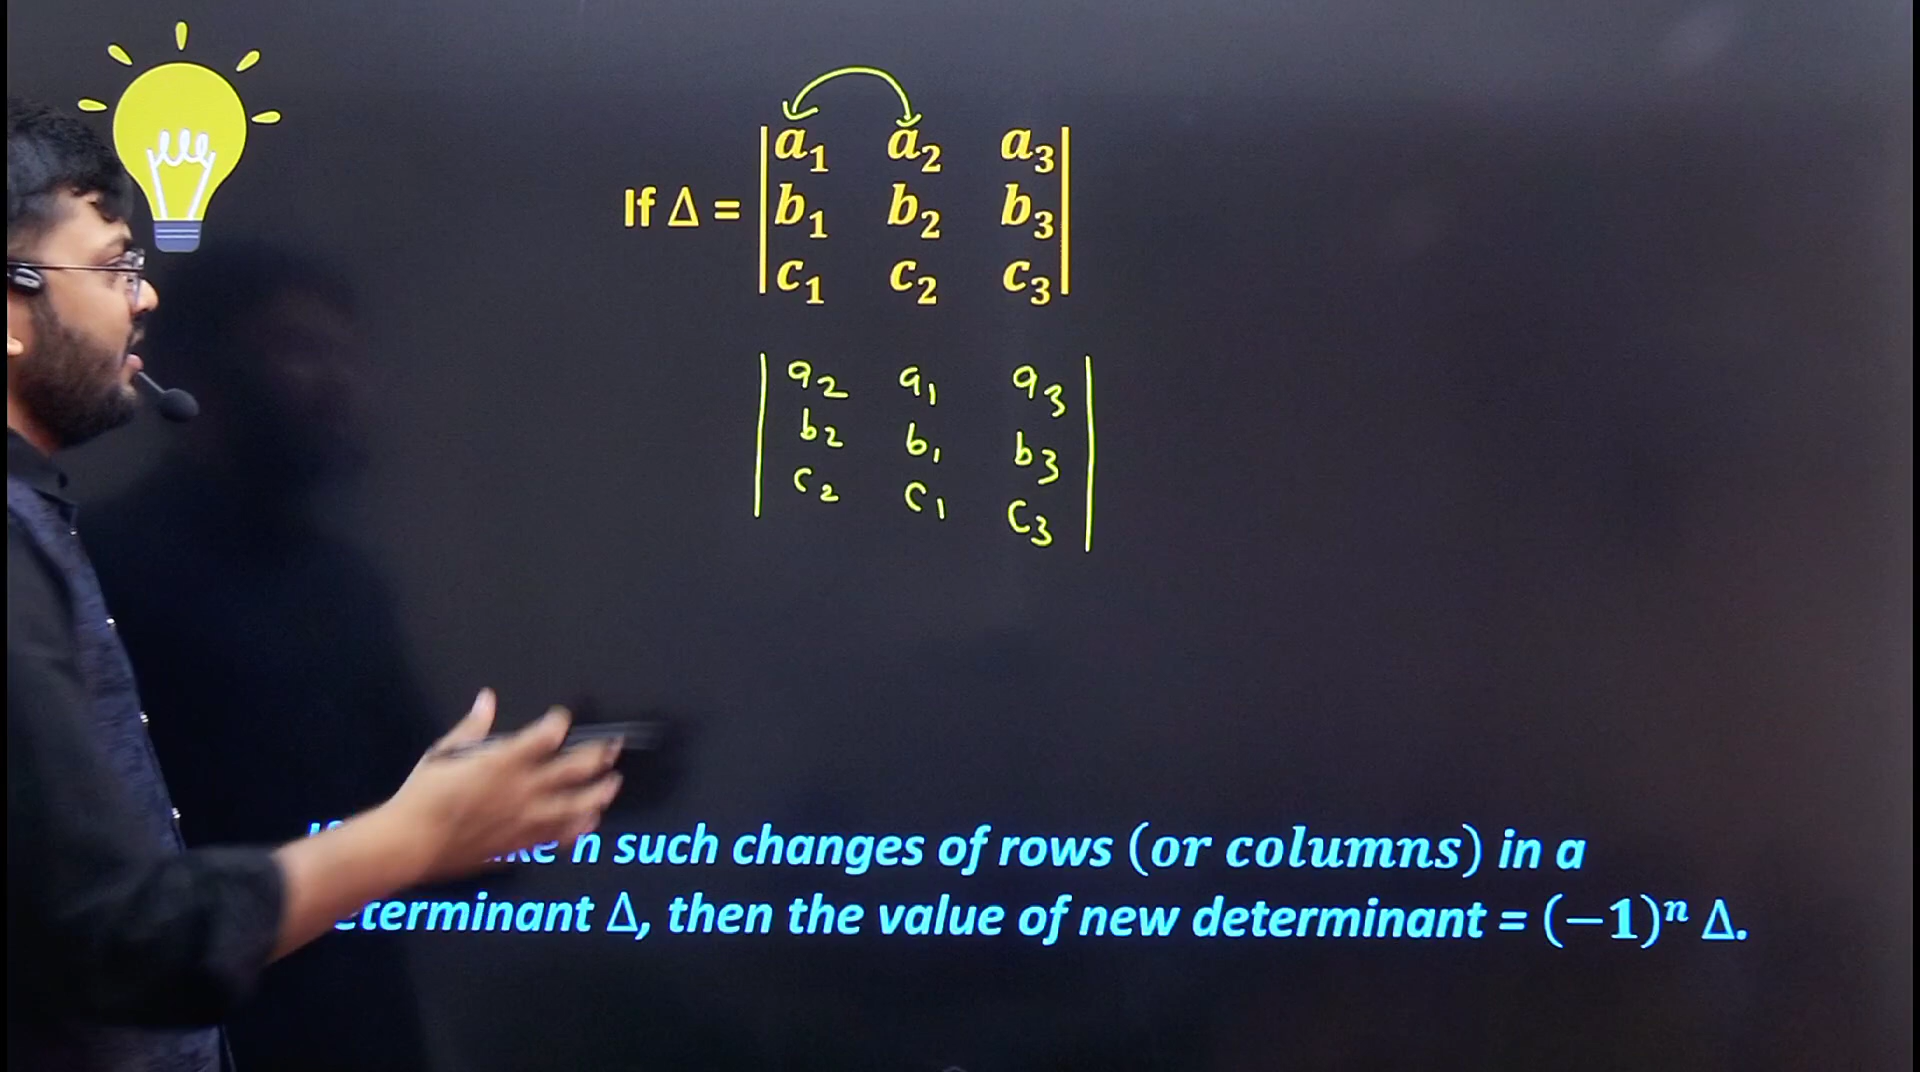 a₁ a₂ a₃
If Δ = b₁ b₂ b₃
c₁ c₂ c₃
a₂ a₁ a₃
b₂ b₁ b₃
c₂ c₁ c₃
n such changes of rows (or columns) in a
Δ, then the value of new determinant = (−1)ⁿ Δ.